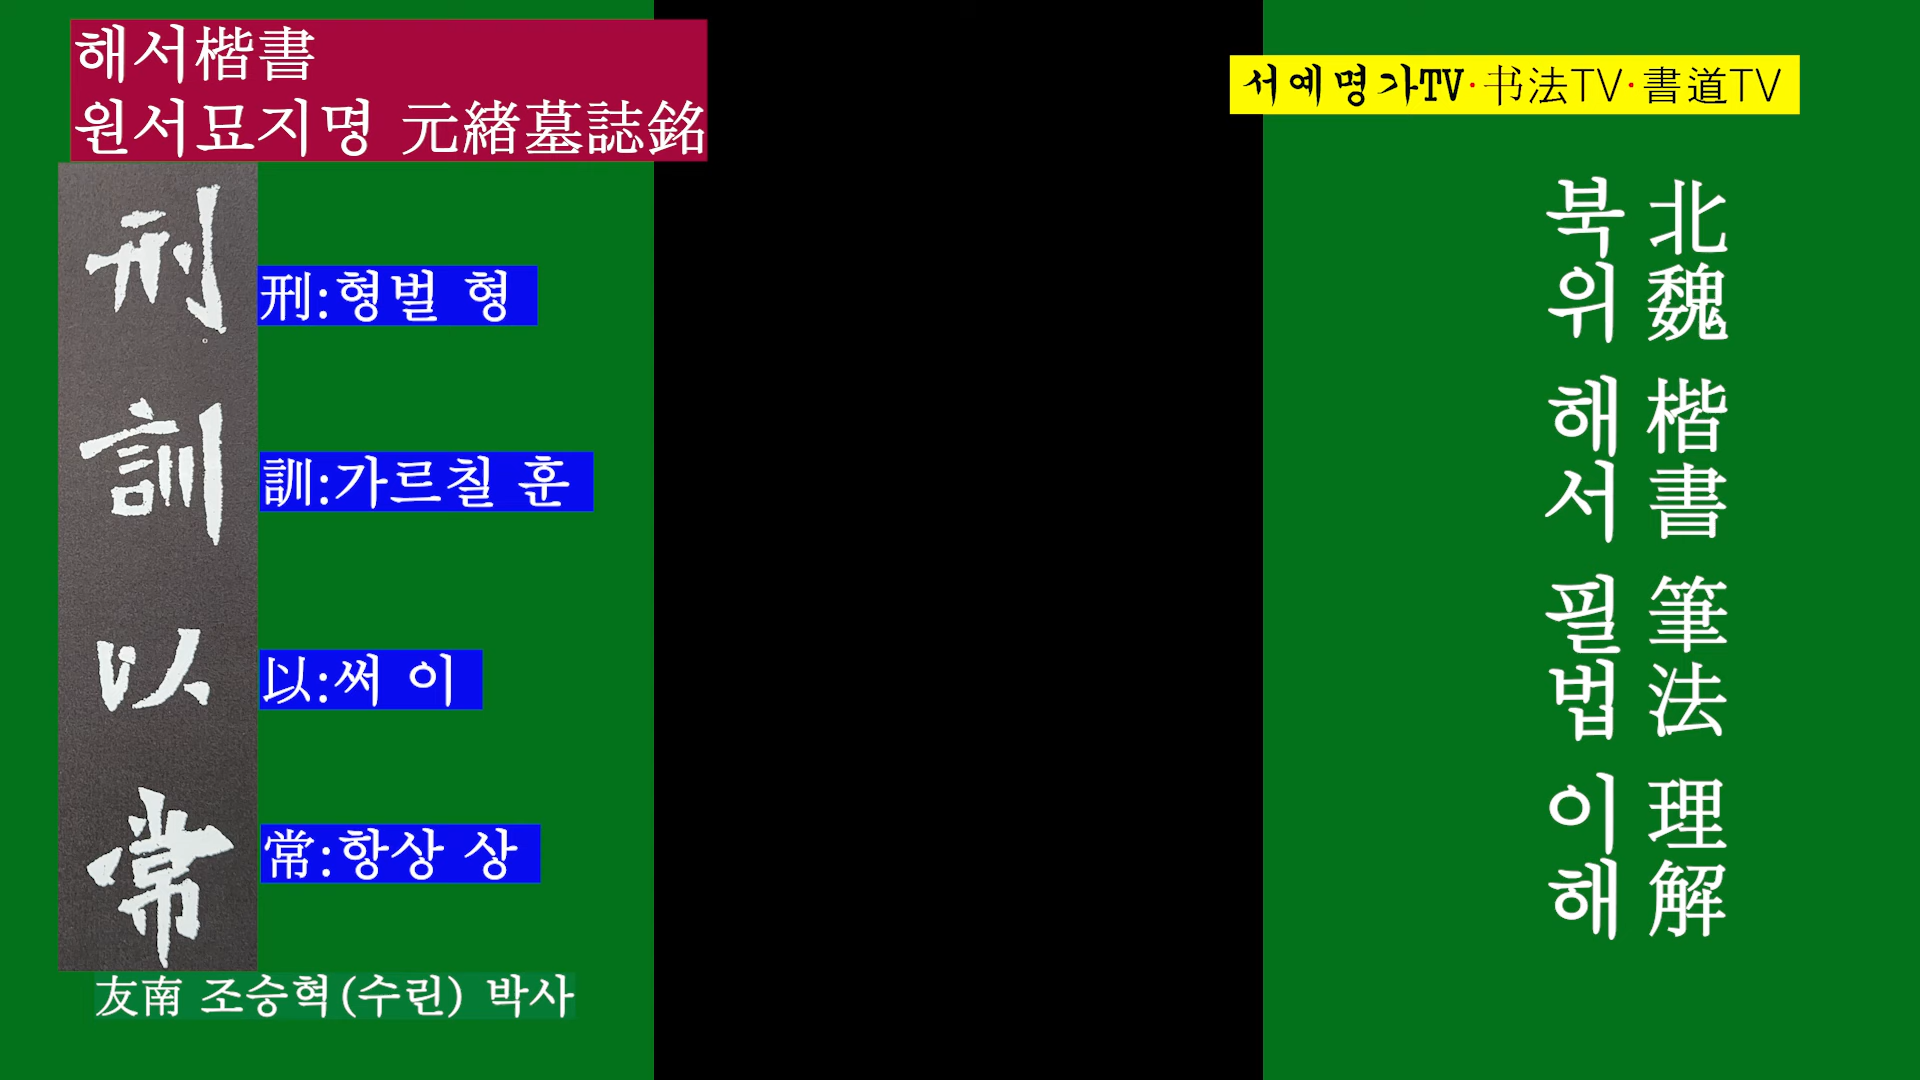 해서楷書
원서묘지명 元緖墓誌銘
서예명가TV·书法TV·書道TV
刑
訓
以
常
刑:형벌 형
訓:가르칠 훈
以:써 이
常:항상 상
友南 조승혁(수린) 박사
北魏 楷書 筆法 理解
북위 해서 필법 이해